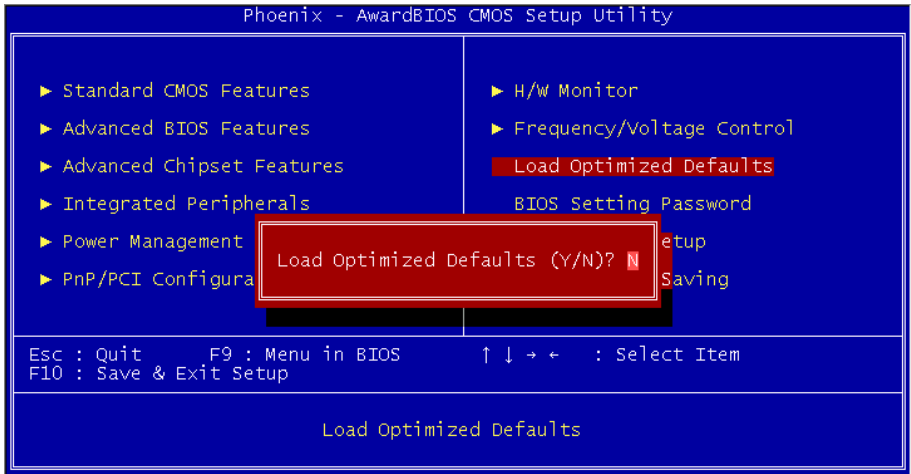 Phoenix - AwardBIOS CMOS Setup Utility
► Standard CMOS Features
► Advanced BIOS Features
► Advanced Chipset Features
► Integrated Peripherals
► Power Management
► PnP/PCI Configura
► H/W Monitor
► Frequency/Voltage Control
Load Optimized Defaults
BIOS Setting Password
etup
Saving
Load Optimized Defaults (Y/N)? N
Esc : Quit F9 : Menu in BIOS ↑ ↓ → ← : Select Item
F10 : Save & Exit Setup
Load Optimized Defaults